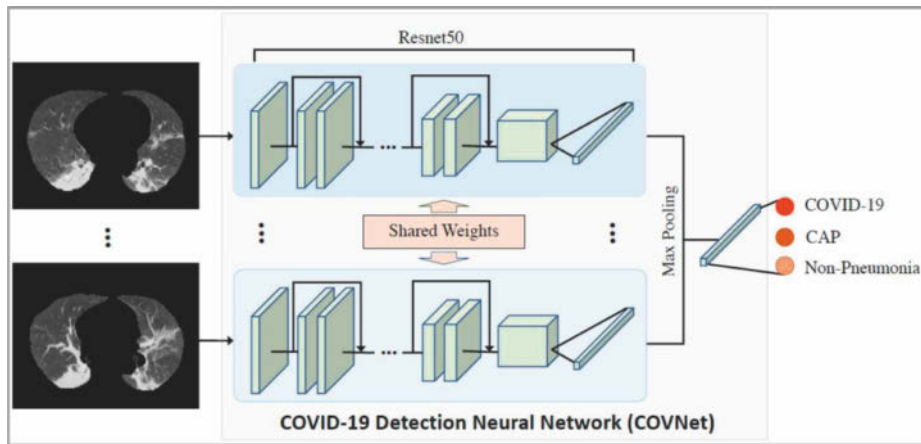 Resnet50
Shared Weights
Max Pooling
COVID-19
CAP
Non-Pneumonia
COVID-19 Detection Neural Network (COVNet)